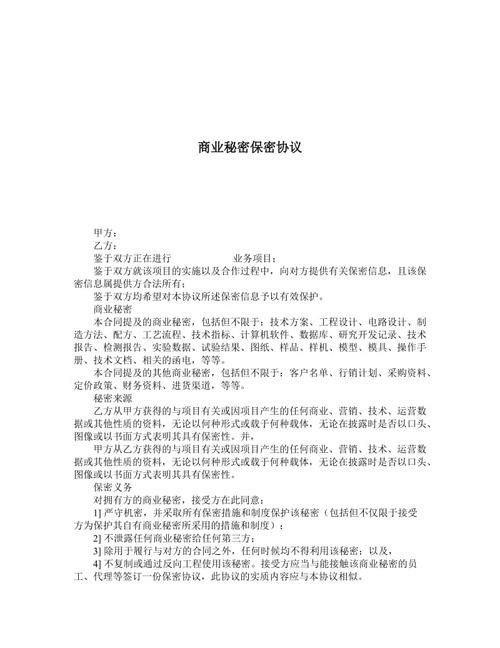 商业秘密保密协议
甲方：
乙方：
鉴于双方正在进行 业务项目；
鉴于双方就该项目的实施以及合作过程中，向对方提供有关保密信息，且该保
密信息属提供方合法所有；
鉴于双方均希望对本协议所述保密信息予以有效保护。
商业秘密
本合同提及的商业秘密，包括但不限于：技术方案、工程设计、电路设计、制
造方法、配方、工艺流程、技术指标、计算机软件、数据库、研究开发记录、技术
报告、检测报告、实验数据、试验结果、图纸、样品、样机、模型、模具、操作手
册、技术文档、相关的函电，等等。
本合同提及的其他商业秘密，包括但不限于：客户名单、行销计划、采购资料、
定价政策、财务资料、进货渠道，等等。
秘密来源
乙方从甲方获得的与项目有关或因项目产生的任何商业、营销、技术、运营数
据或其他性质的资料，无论以何种形式或载于何种载体，无论在披露时是否以口头、
图像或以书面方式表明其具有保密性。并，
甲方从乙方获得的与项目有关或因项目产生的任何商业、营销、技术、运营数
据或其他性质的资料，无论以何种形式或载于何种载体，无论在披露时是否以口头、
图像或以书面方式表明其具有保密性。
保密义务
对拥有方的商业秘密，接受方在此同意：
1] 严守机密，并采取所有保密措施和制度保护该秘密（包括但不仅限于接受
方为保护其自有商业秘密所采用的措施和制度）；
2] 不泄露任何商业秘密给任何第三方；
3] 除用于履行与对方的合同之外，任何时候均不得利用该秘密；以及，
4] 不复制或通过反向工程使用该秘密。接受方应当与能接触该商业秘密的员
工、代理等签订一份保密协议，此协议的实质内容应与本协议相似。